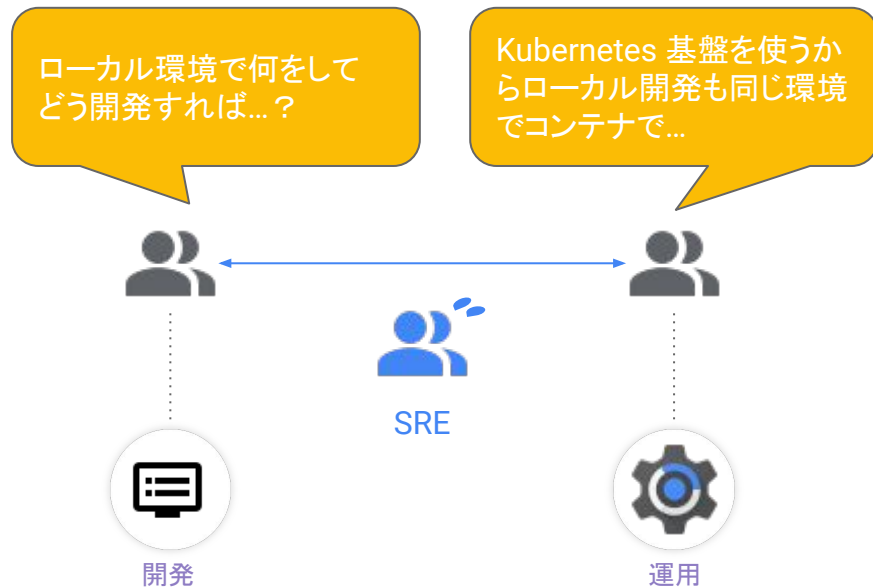 ローカル環境で何をして
どう開発すれば...？
Kubernetes 基盤を使うか
らローカル開発も同じ環境
でコンテナで...
SRE
開発
運用